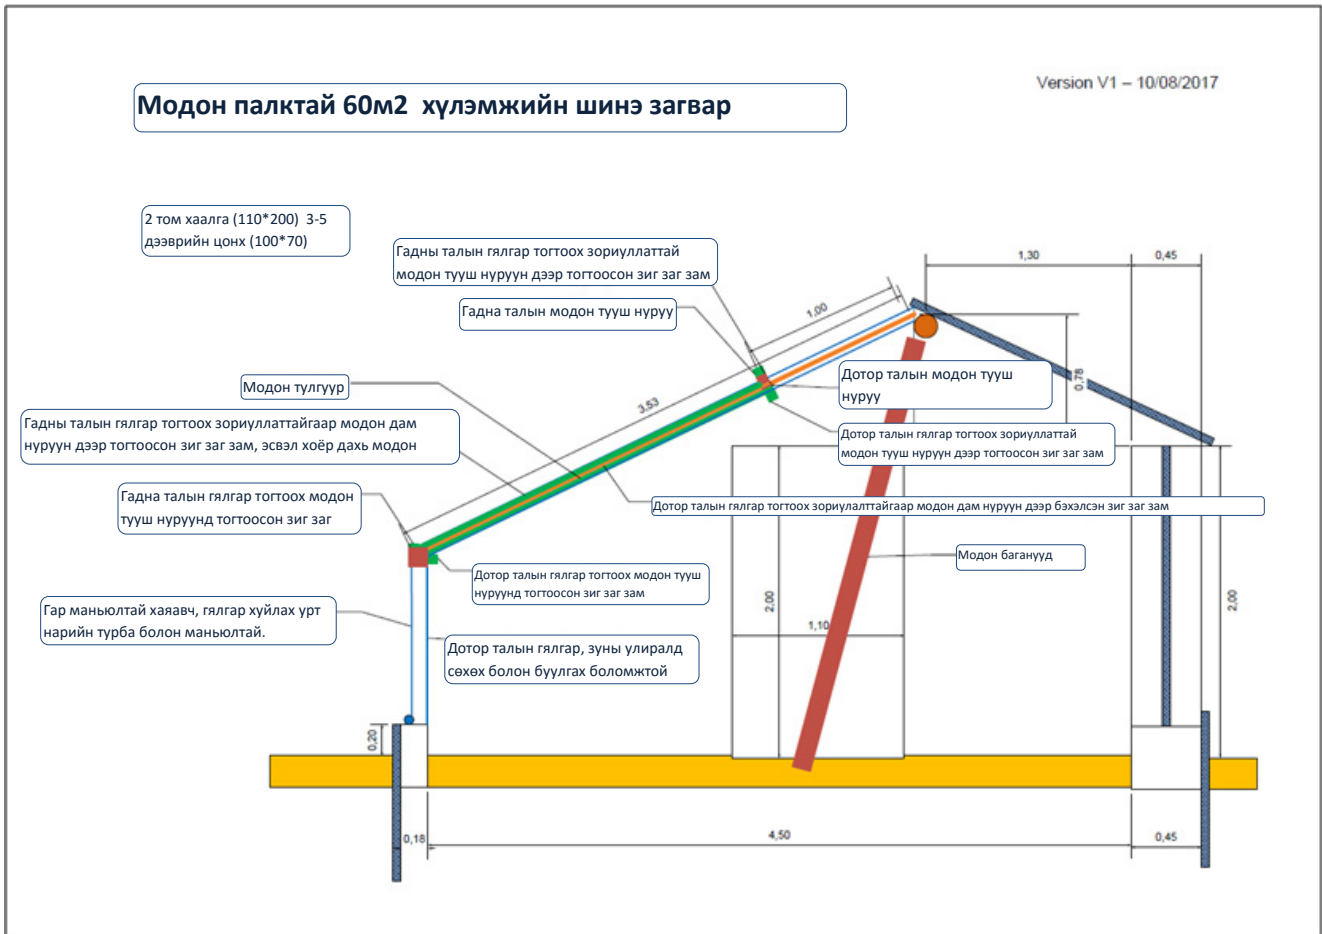 Version V1 – 10/08/2017
Модон палктай 60м2 хүлэмжийн шинэ загвар
2 том хаалга (110*200) 3-5
дээврийн цонх (100*70)
Гадны талын гялгар тогтоох зориуллаттай
модон тууш нуруун дээр тогтоосон зиг заг зам
Гадна талын модон тууш нуруу
Модон тулгуур
Гадны талын гялгар тогтоох зориуллаттайгаар модон дам
нуруун дээр тогтоосон зиг заг зам, эсвэл хоёр дахь модон
Гадна талын гялгар тогтоох модон
тууш нуруунд тогтоосон зиг заг
Гар маньюлтай хаяавч, гялгар хуйлах урт
нарийн турба болон маньюлтай.
Дотор талын модон тууш
нуруу
Дотор талын гялгар тогтоох зориуллаттай
модон тууш нуруун дээр тогтоосон зиг заг зам
Дотор талын гялгар тогтоох зориулалттайгаар модон дам нуруун дээр бэхэлсэн зиг заг зам
Модон баганууд
Дотор талын гялгар тогтоох модон тууш
нуруунд тогтоосон зиг заг зам
Дотор талын гялгар, зуны улиралд
сөхөх болон буулгах боломжтой
1,30
0,45
1,00
3,53
0,78
2,00
1,10
2,00
0,20
0,18
4,50
0,45